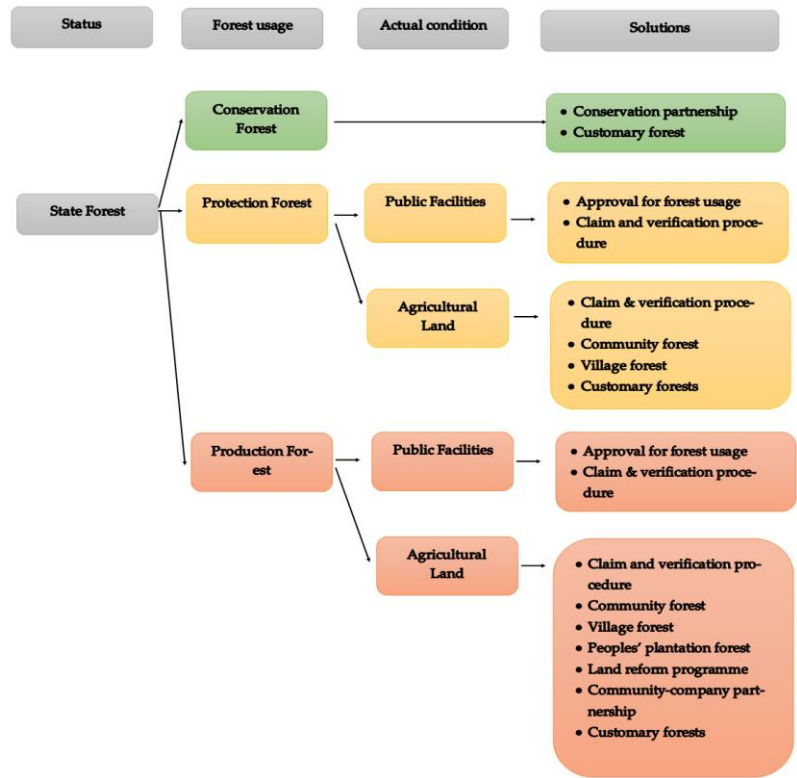 Status
Forest usage
Actual condition
Solutions
Conservation
Forest
• Conservation partnership
• Customary forest
State Forest
Protection Forest
Public Facilities
• Approval for forest usage
• Claim and verification proce-
dure
Agricultural
Land
• Claim & verification proce-
dure
• Community forest
• Village forest
• Customary forests
Production For-
est
Public Facilities
• Approval for forest usage
• Claim & verification proce-
dure
Agricultural
Land
• Claim and verification pro-
cedure
• Community forest
• Village forest
• Peoples’ plantation forest
• Land reform programme
• Community-company part-
nership
• Customary forests